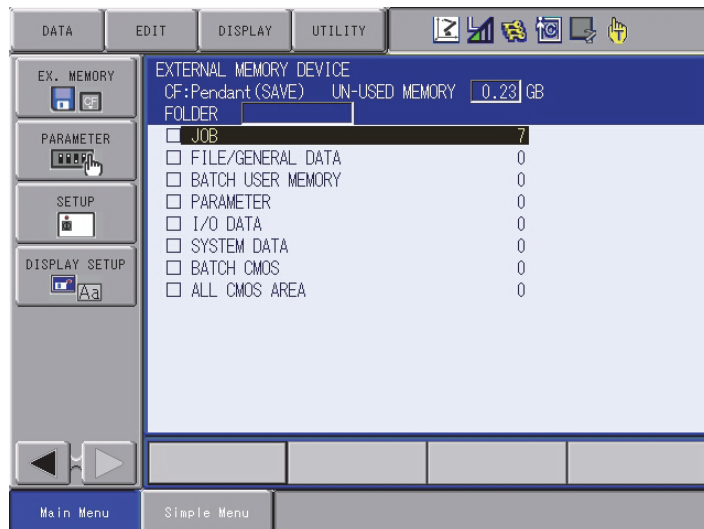 DATA EDIT DISPLAY UTILITY
EX. MEMORY
CF
PARAMETER
SETUP
DISPLAY SETUP
Aa
EXTERNAL MEMORY DEVICE
CF:Pendant(SAVE) UN-USED MEMORY 0.23 GB
FOLDER
JOB 7
FILE/GENERAL DATA 0
BATCH USER MEMORY 0
PARAMETER 0
I/O DATA 0
SYSTEM DATA 0
BATCH CMOS 0
ALL CMOS AREA 0
Main Menu Simple Menu